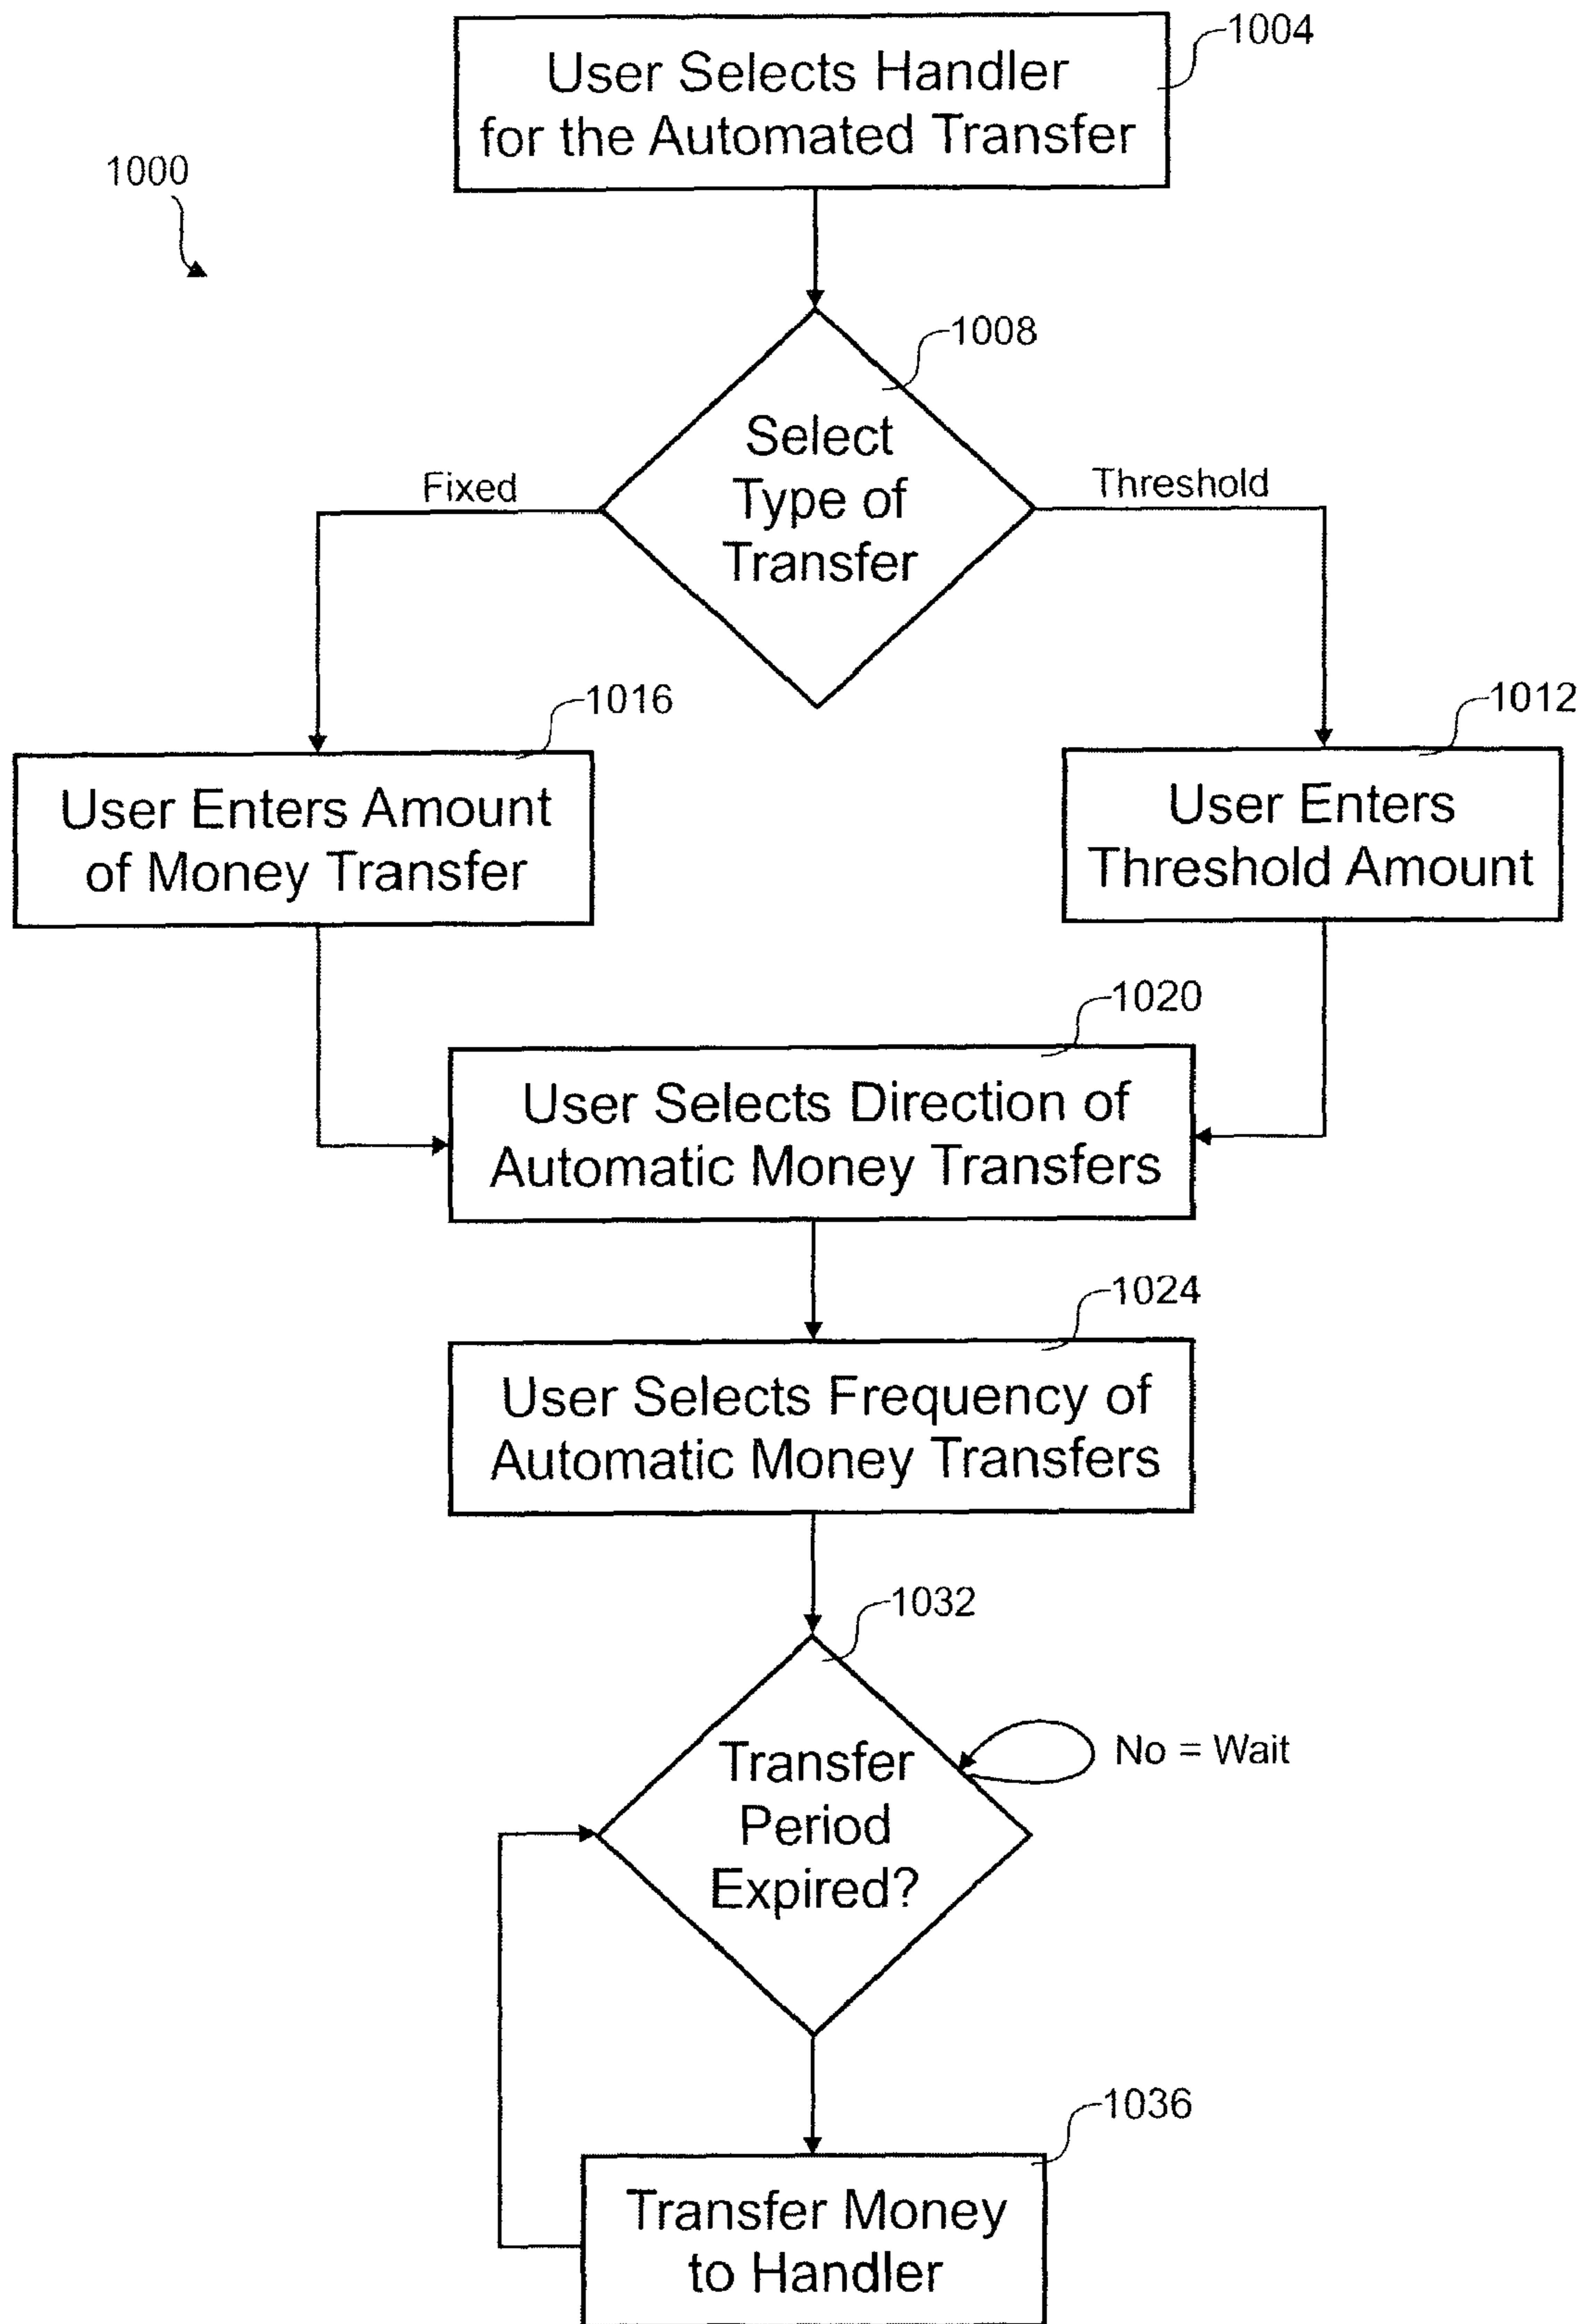 1004
User Selects Handler
for the Automated Transfer
1000
1008
Select
Type of
Transfer
Fixed
Threshold
1016
1012
User Enters Amount
of Money Transfer
User Enters
Threshold Amount
1020
User Selects Direction of
Automatic Money Transfers
1024
User Selects Frequency of
Automatic Money Transfers
1032
Transfer
Period
Expired?
No = Wait
1036
Transfer Money
to Handler